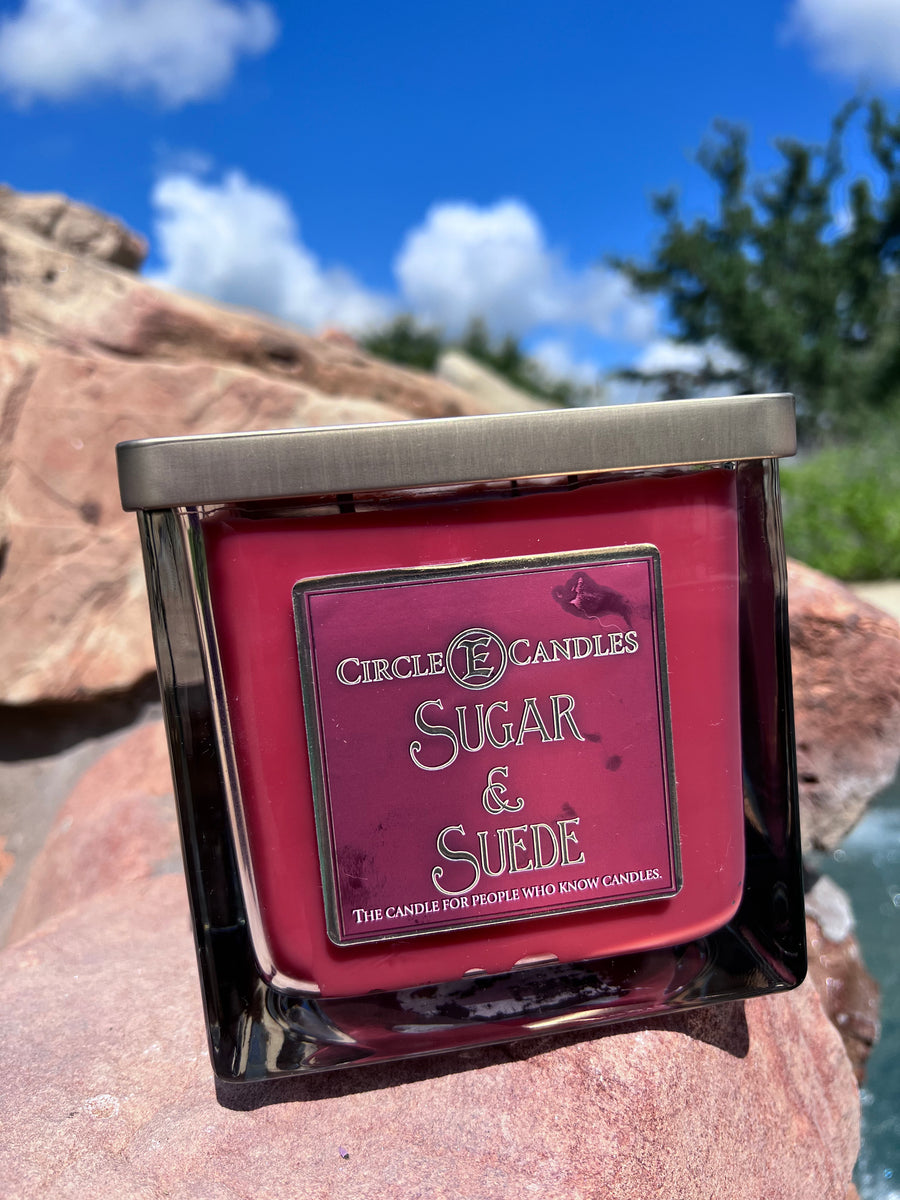 CIRCLE E CANDLES
SUGAR
&
SUEDE
THE CANDLE FOR PEOPLE WHO KNOW CANDLES.